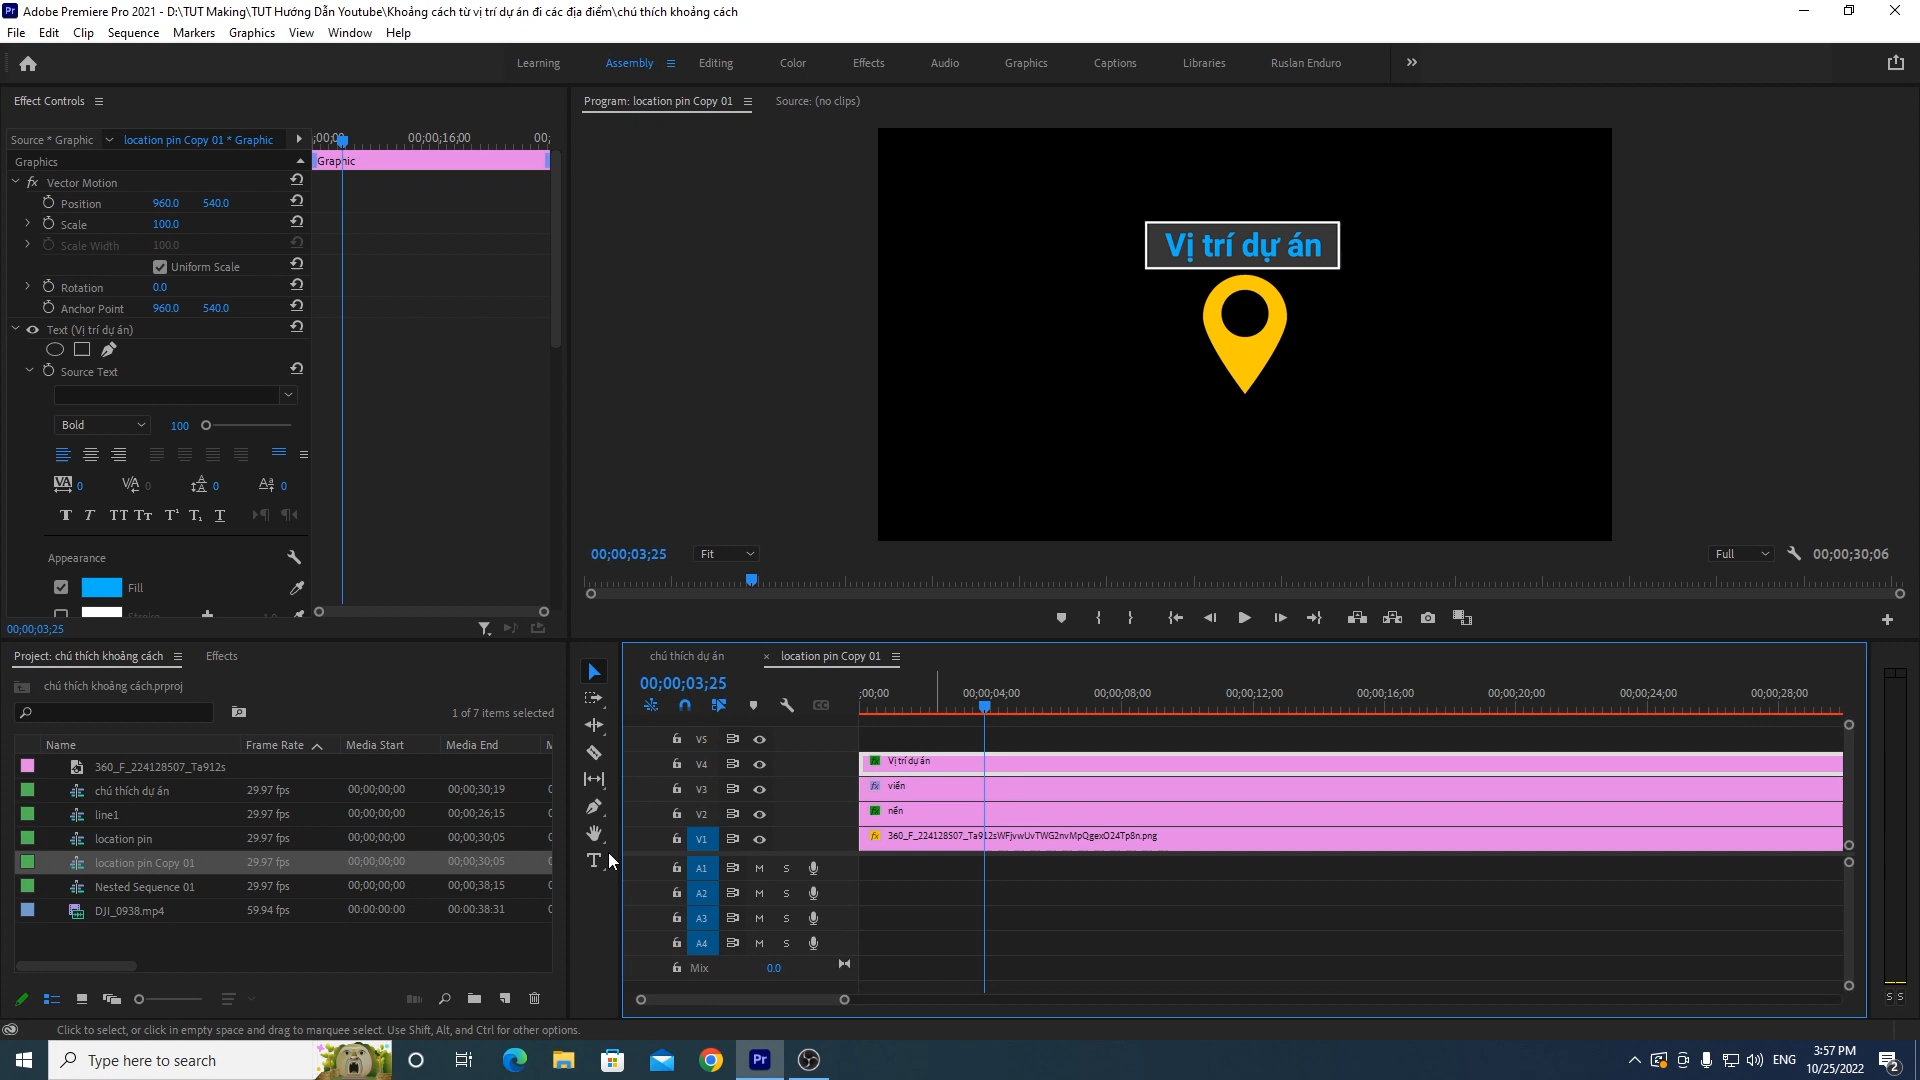 Adobe Premiere Pro 2021 - D:\TUT Making\TUT Hướng Dẫn Youtube\Khoảng cách từ vị trí dự án đi các địa điểm\chú thích khoảng cách
File Edit Clip Sequence Markers Graphics View Window Help
Learning Assembly Editing Color Effects Audio Graphics Captions Libraries Ruslan Enduro
Effect Controls
Program: location pin Copy 01 Source: (no clips)
Source * Graphic location pin Copy 01 * Graphic
00;00;16;00
Graphics Graphic
Vector Motion
Position 960.0 540.0
Scale 100.0
Scale Width 100.0
Uniform Scale
Rotation 0.0
Anchor Point 960.0 540.0
Text (Vị trí dự án)
Source Text
Bold 100
0 0 0 0
Appearance
Fill
Stroke 1.0
00;00;03;25
Vị trí dự án
00;00;03;25 Fit Full 00;00;30;06
Project: chú thích khoảng cách Effects
chú thích khoảng cách.prproj
1 of 7 items selected
Name Frame Rate Media Start Media End
360_F_224128507_Ta912s
chú thích dự án 29.97 fps 00;00;00;00 00;00;30;19
line1 29.97 fps 00;00;00;00 00;00;26;15
location pin 29.97 fps 00;00;00;00 00;00;30;05
location pin Copy 01 29.97 fps 00;00;00;00 00;00;30;05
Nested Sequence 01 29.97 fps 00;00;00;00 00;00;38;15
DJI_0938.mp4 59.94 fps 00:00:00:00 00:00:38:31
chú thích dự án location pin Copy 01
00;00;03;25
;00;00 00;00;04;00 00;00;08;00 00;00;12;00 00;00;16;00 00;00;20;00 00;00;24;00 00;00;28;00
V5
V4 Vị trí dự án
V3 viền
V2 nền
V1 360_F_224128507_Ta912sWFjvwUvTWG2nvMpQgexO24Tp8n.png
A1 M S
A2 M S
A3 M S
A4 M S
Mix 0.0
S S
Click to select, or click in empty space and drag to marquee select. Use Shift, Alt, and Ctrl for other options.
Type here to search
Pr
ENG
3:57 PM
10/25/2022
2